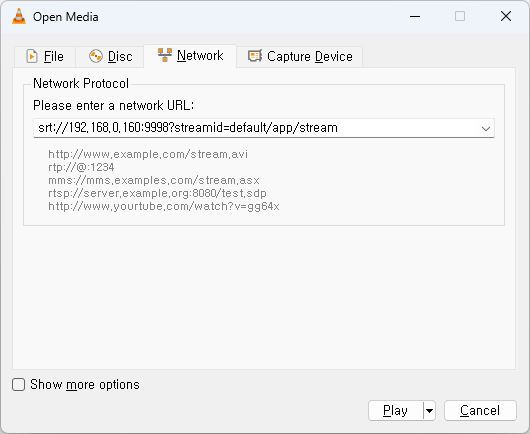 Open Media
File
Disc
Network
Capture Device
Network Protocol
Please enter a network URL:
srt://192.168.0.160:9998?streamid=default/app/stream
http://www.example.com/stream.avi
rtp://@:1234
mms://mms.examples.com/stream.asx
rtsp://server.example.org:8080/test.sdp
http://www.yourtube.com/watch?v=gg64x
Show more options
Play
Cancel